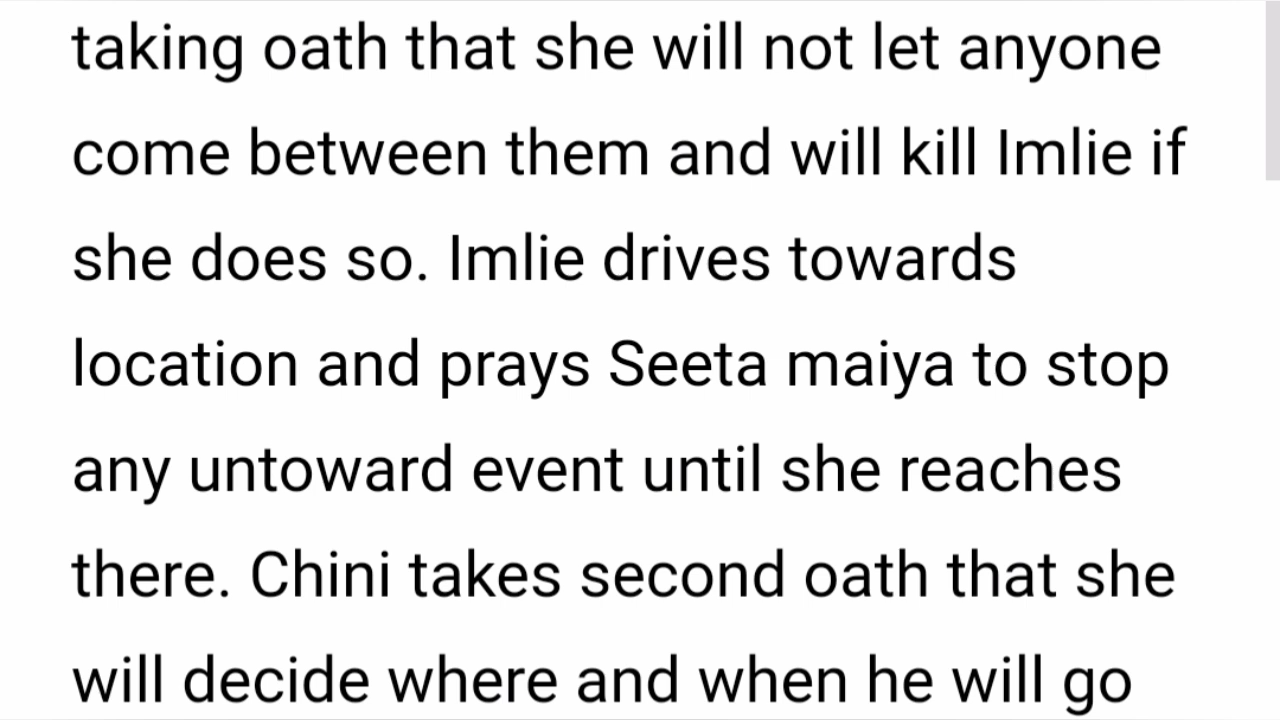 taking oath that she will not let anyone
come between them and will kill Imlie if
she does so. Imlie drives towards
location and prays Seeta maiya to stop
any untoward event until she reaches
there. Chini takes second oath that she
will decide where and when he will go